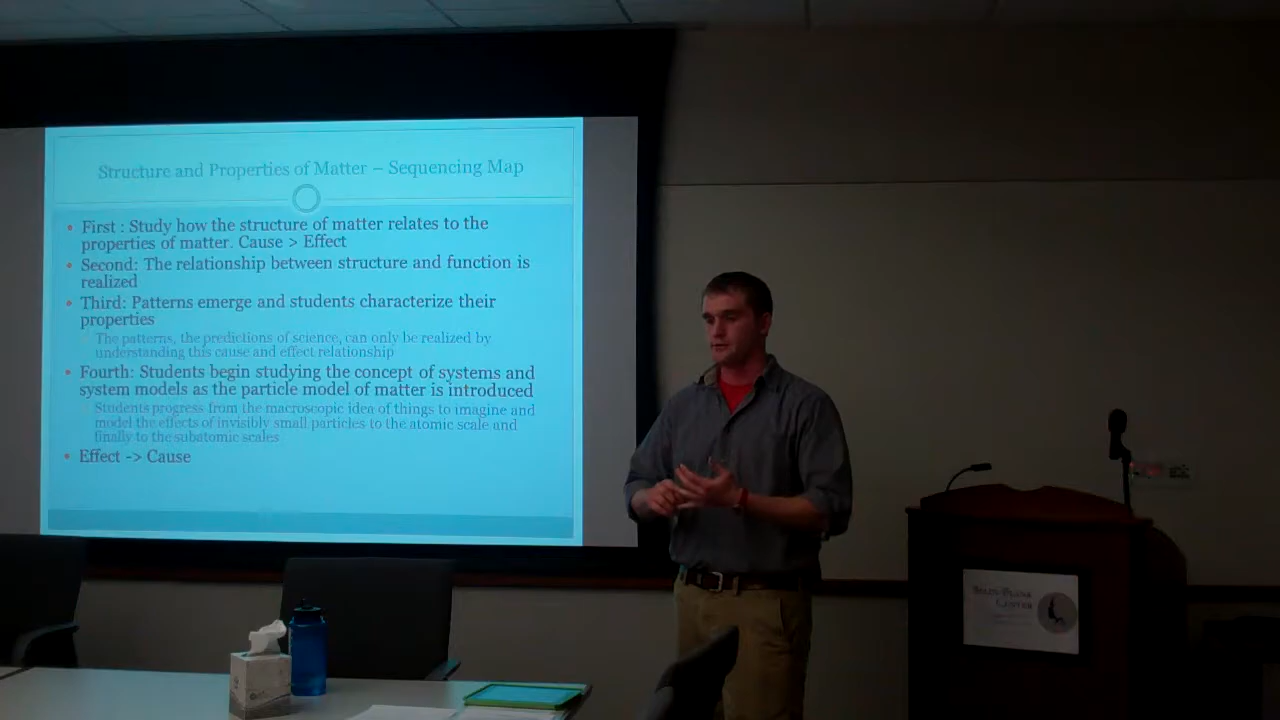 Structure and Properties of Matter – Sequencing Map
• First : Study how the structure of matter relates to the
properties of matter. Cause > Effect
• Second: The relationship between structure and function is
realized
• Third: Patterns emerge and students characterize their
properties
The patterns, the predictions of science, can only be realized by
understanding this cause and effect relationship
• Fourth: Students begin studying the concept of systems and
system models as the particle model of matter is introduced
Students progress from the macroscopic idea of things to imagine and
model the effects of invisibly small particles to the atomic scale and
finally to the subatomic scales
• Effect -> Cause